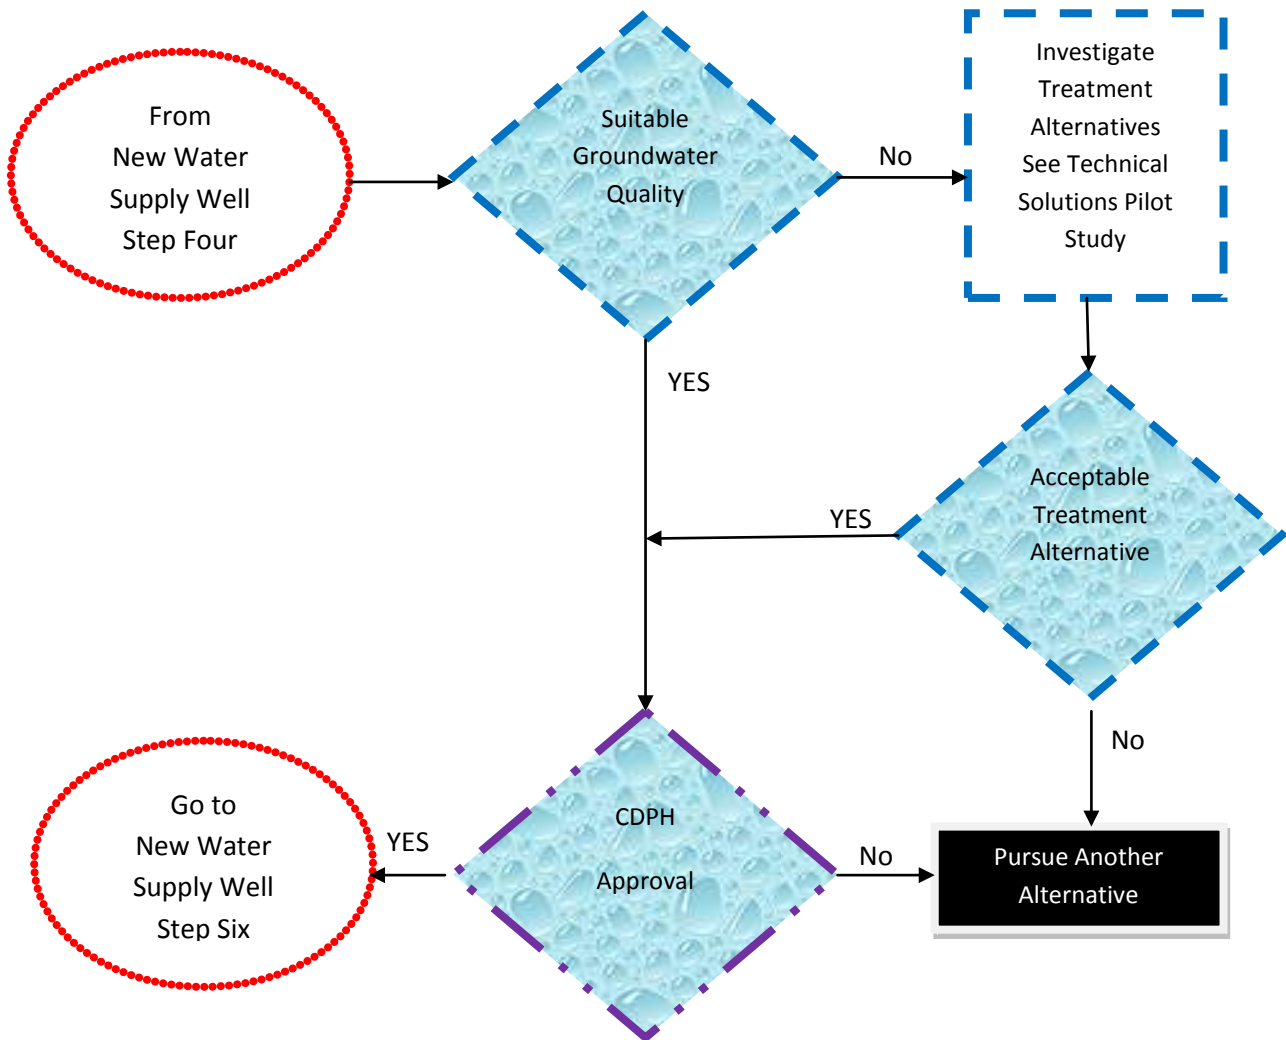 From
New Water
Supply Well
Step Four
Suitable
Groundwater
Quality
No
Investigate
Treatment
Alternatives
See Technical
Solutions Pilot
Study
YES
Acceptable
Treatment
Alternative
YES
No
Go to
New Water
Supply Well
Step Six
YES
CDPH
Approval
No
Pursue Another
Alternative